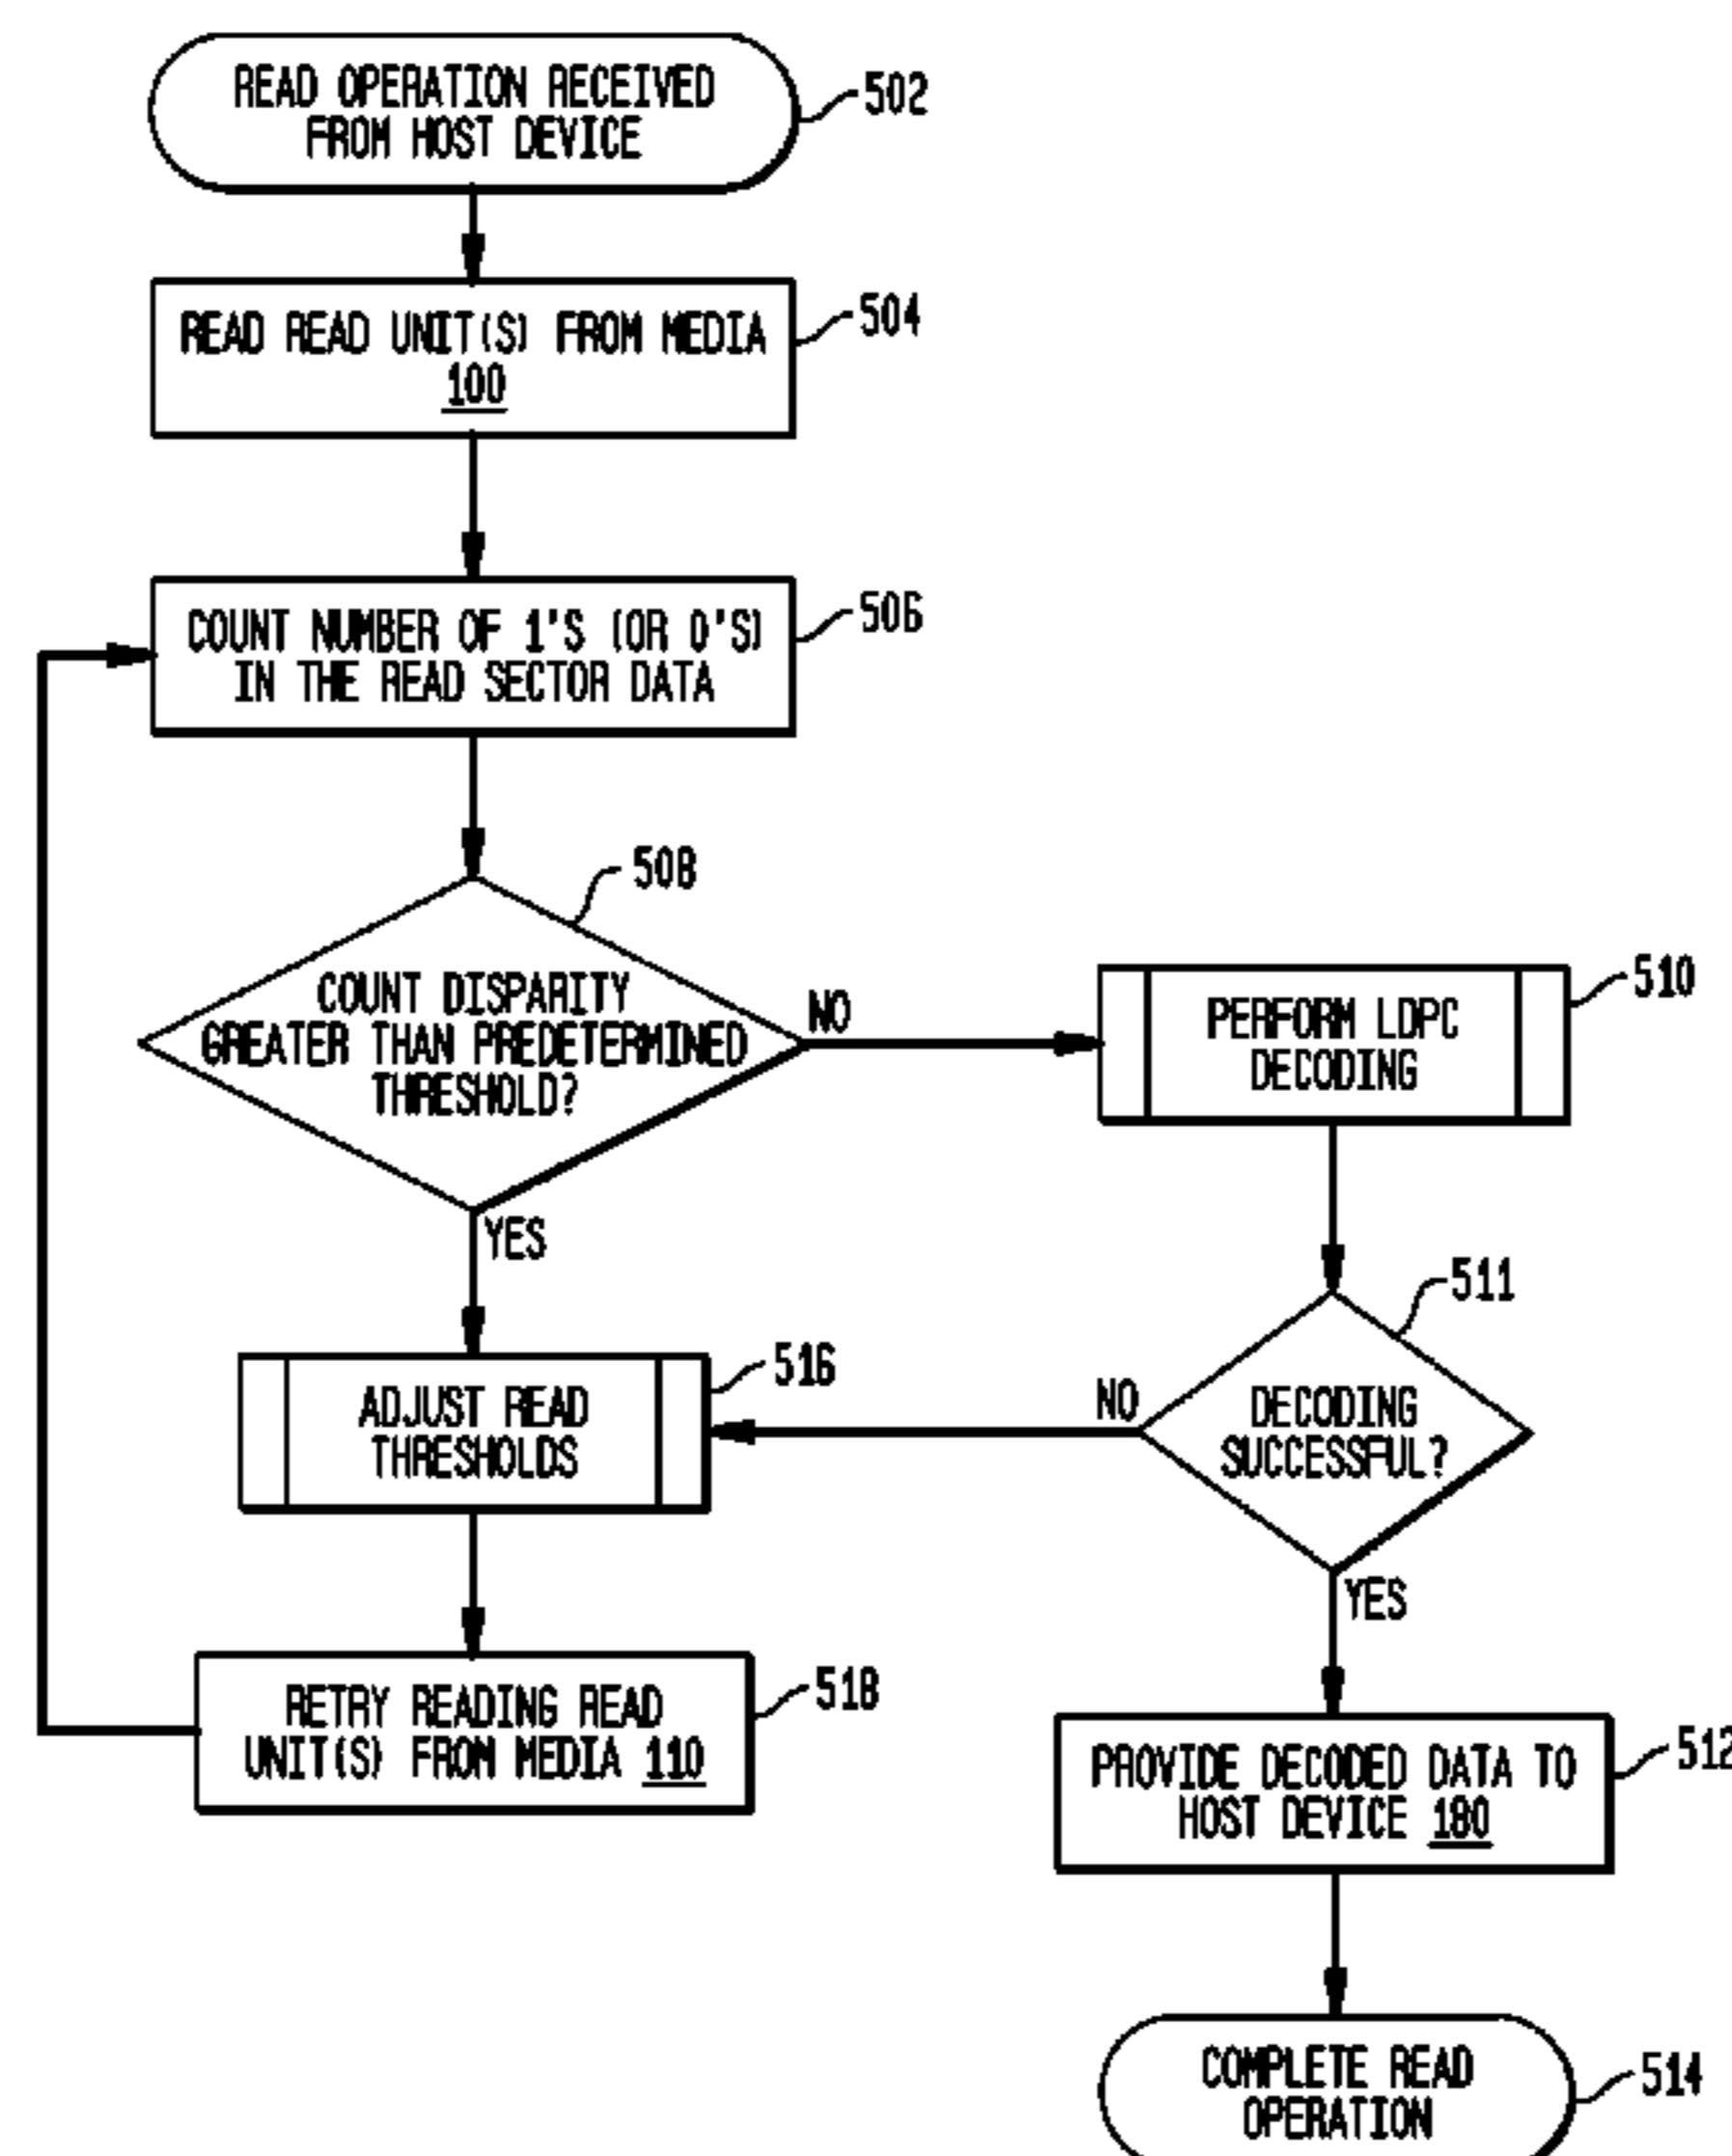 READ OPERATION RECEIVED
FROM HOST DEVICE
502
READ READ UNIT(S) FROM MEDIA
100
504
COUNT NUMBER OF 1'S (OR 0'S)
IN THE READ SECTOR DATA
506
508
COUNT DISPARITY
GREATER THAN PREDETERMINED
THRESHOLD?
NO
YES
PERFORM LDPC
DECODING
510
511
DECODING
SUCCESSFUL?
NO
YES
ADJUST READ
THRESHOLDS
516
RETRY READING READ
UNIT(S) FROM MEDIA 110
518
PROVIDE DECODED DATA TO
HOST DEVICE 180
512
COMPLETE READ
OPERATION
514